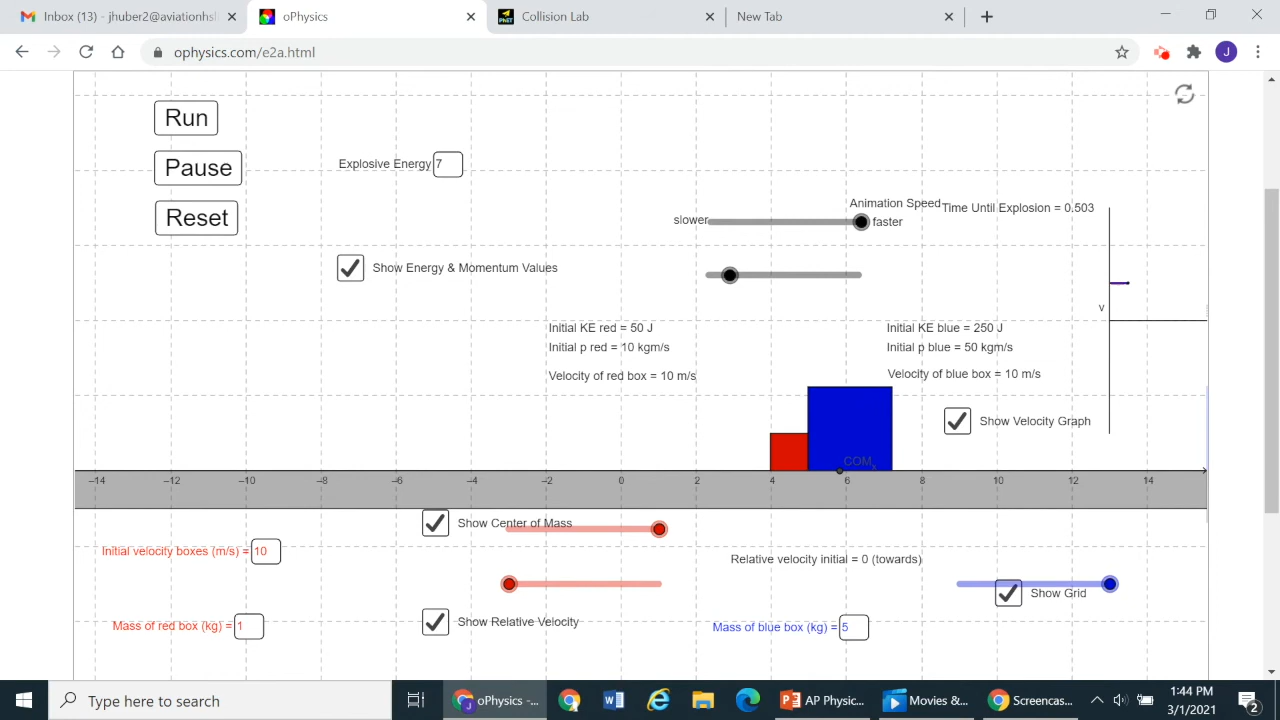 Inbox (13) - jhuber2@aviationhs
oPhysics
Collision Lab
New Tab
ophysics.com/e2a.html
J
Run
Pause
Reset
Explosive Energy 7
Animation Speed
slower
faster
Time Until Explosion = 0.503
Show Energy & Momentum Values
v
Initial KE red = 50 J
Initial p red = 10 kgm/s
Velocity of red box = 10 m/s
Initial KE blue = 250 J
Initial p blue = 50 kgm/s
Velocity of blue box = 10 m/s
Show Velocity Graph
COMx
–14 –12 –10 –8 –6 –4 –2 0 2 4 6 8 10 12 14
Show Center of Mass
Initial velocity boxes (m/s) = 10
Relative velocity initial = 0 (towards)
Show Grid
Mass of red box (kg) = 1
Show Relative Velocity
Mass of blue box (kg) = 5
Type here to search
oPhysics -...
AP Physic...
Movies &...
Screencas...
1:44 PM
3/1/2021
2